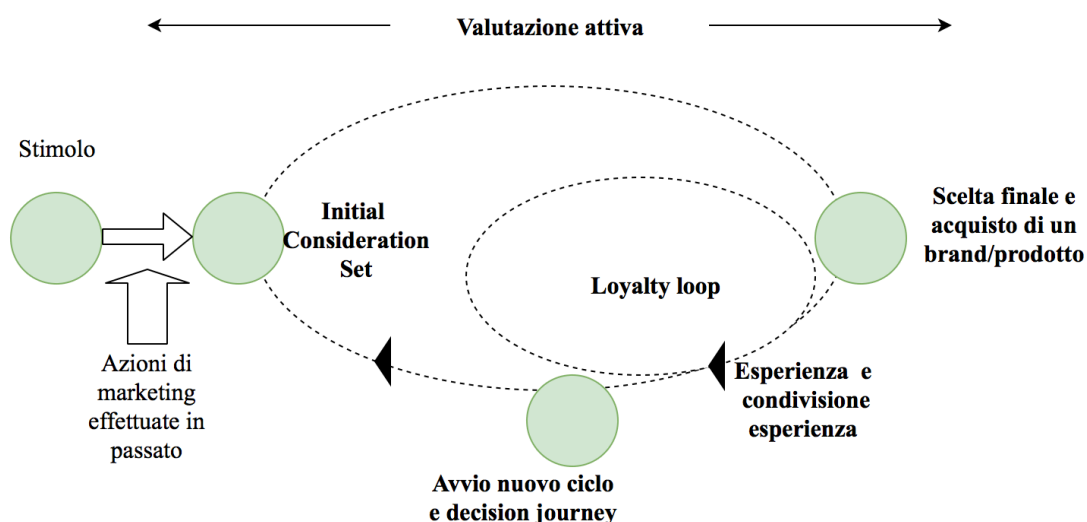 Valutazione attiva
Stimolo
Initial
Consideration
Set
Scelta finale e
acquisto di un
brand/prodotto
Loyalty loop
Azioni di
marketing
effettuate in
passato
Esperienza e
condivisione
esperienza
Avvio nuovo ciclo
e decision journey